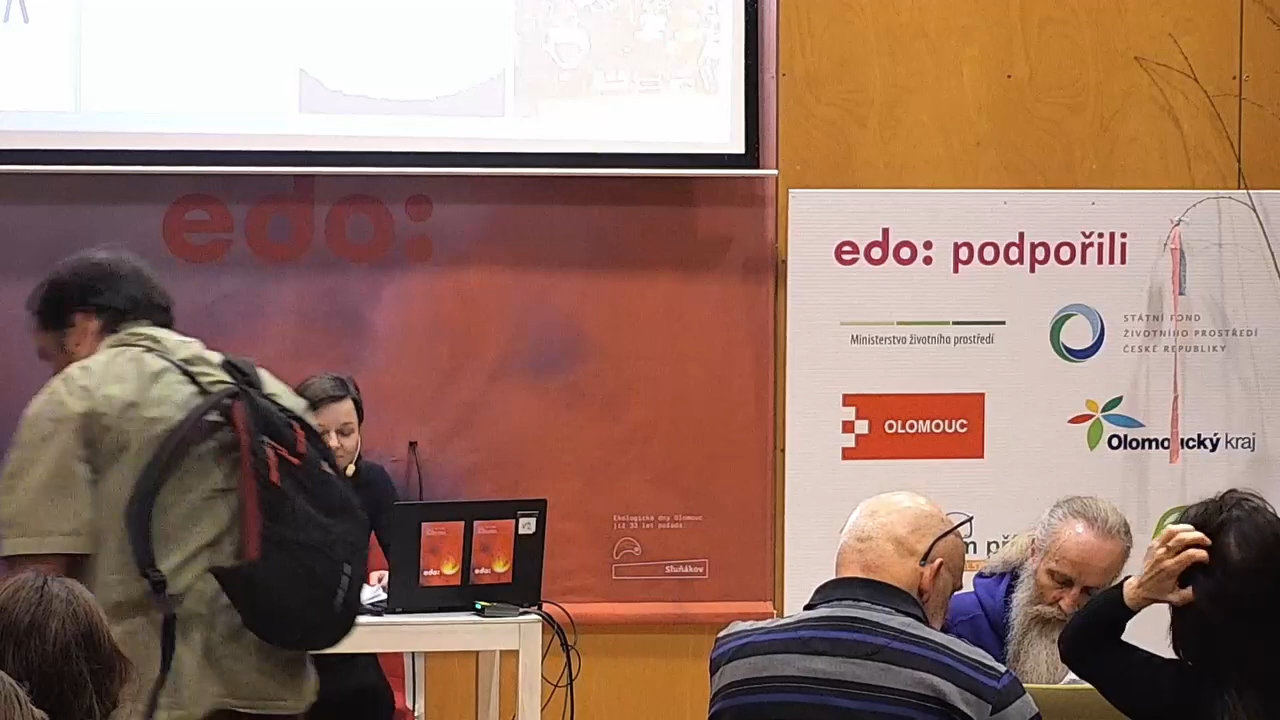 edo:
edo: podpořili
Ministerstvo životního prostředí
STÁTNÍ FOND
ŽIVOTNÍHO PROSTŘEDÍ
ČESKÉ REPUBLIKY
OLOMOUC
Olomoucký kraj
Ekologické dny Olomouc
již 33 let pořádá
Sluňákov
edo:
edo: